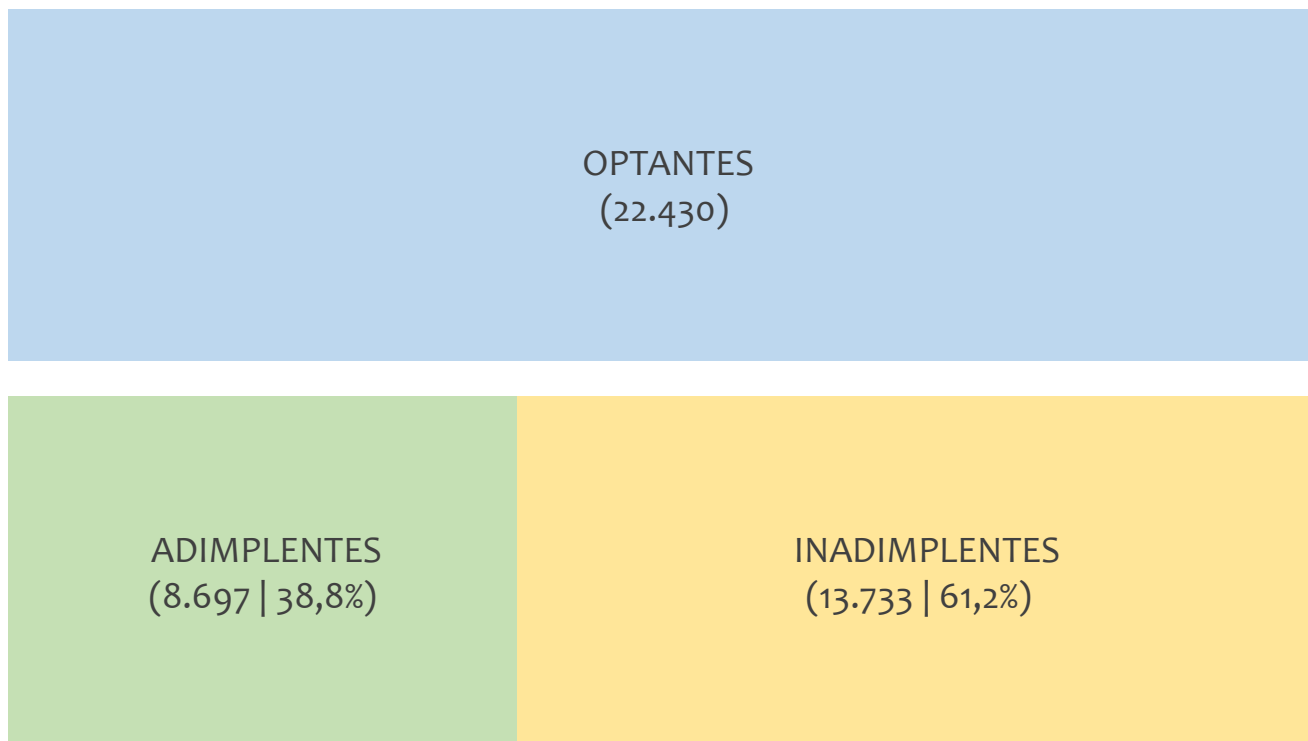 OPTANTES
(22.430)
ADIMPLENTES
(8.697 | 38,8%)
INADIMPLENTES
(13.733 | 61,2%)